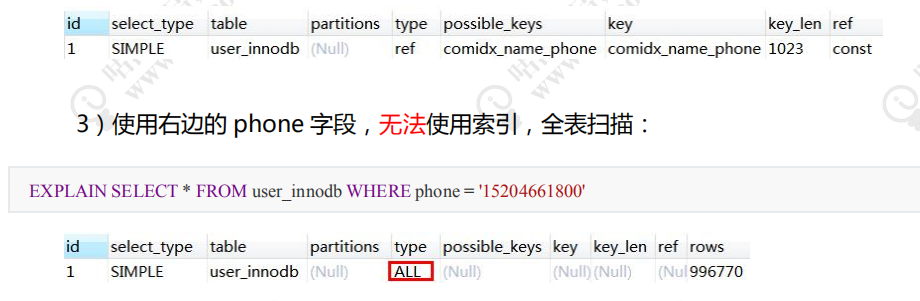 id select_type table partitions type possible_keys key key_len ref
1 SIMPLE user_innodb (Null) ref comidx_name_phone comidx_name_phone 1023 const
3）使用右边的 phone 字段，无法使用索引，全表扫描：
EXPLAIN SELECT * FROM user_innodb WHERE phone = '15204661800'
id select_type table partitions type possible_keys key key_len ref rows
1 SIMPLE user_innodb (Null) ALL (Null) (Null) (Null) (Nul 996770